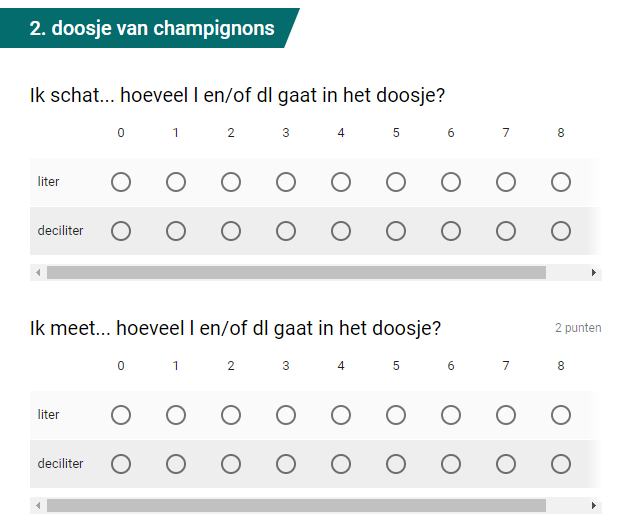 2. doosje van champignons
Ik schat... hoeveel l en/of dl gaat in het doosje?
0 1 2 3 4 5 6 7 8
liter
deciliter
Ik meet... hoeveel l en/of dl gaat in het doosje? 2 punten
0 1 2 3 4 5 6 7 8
liter
deciliter